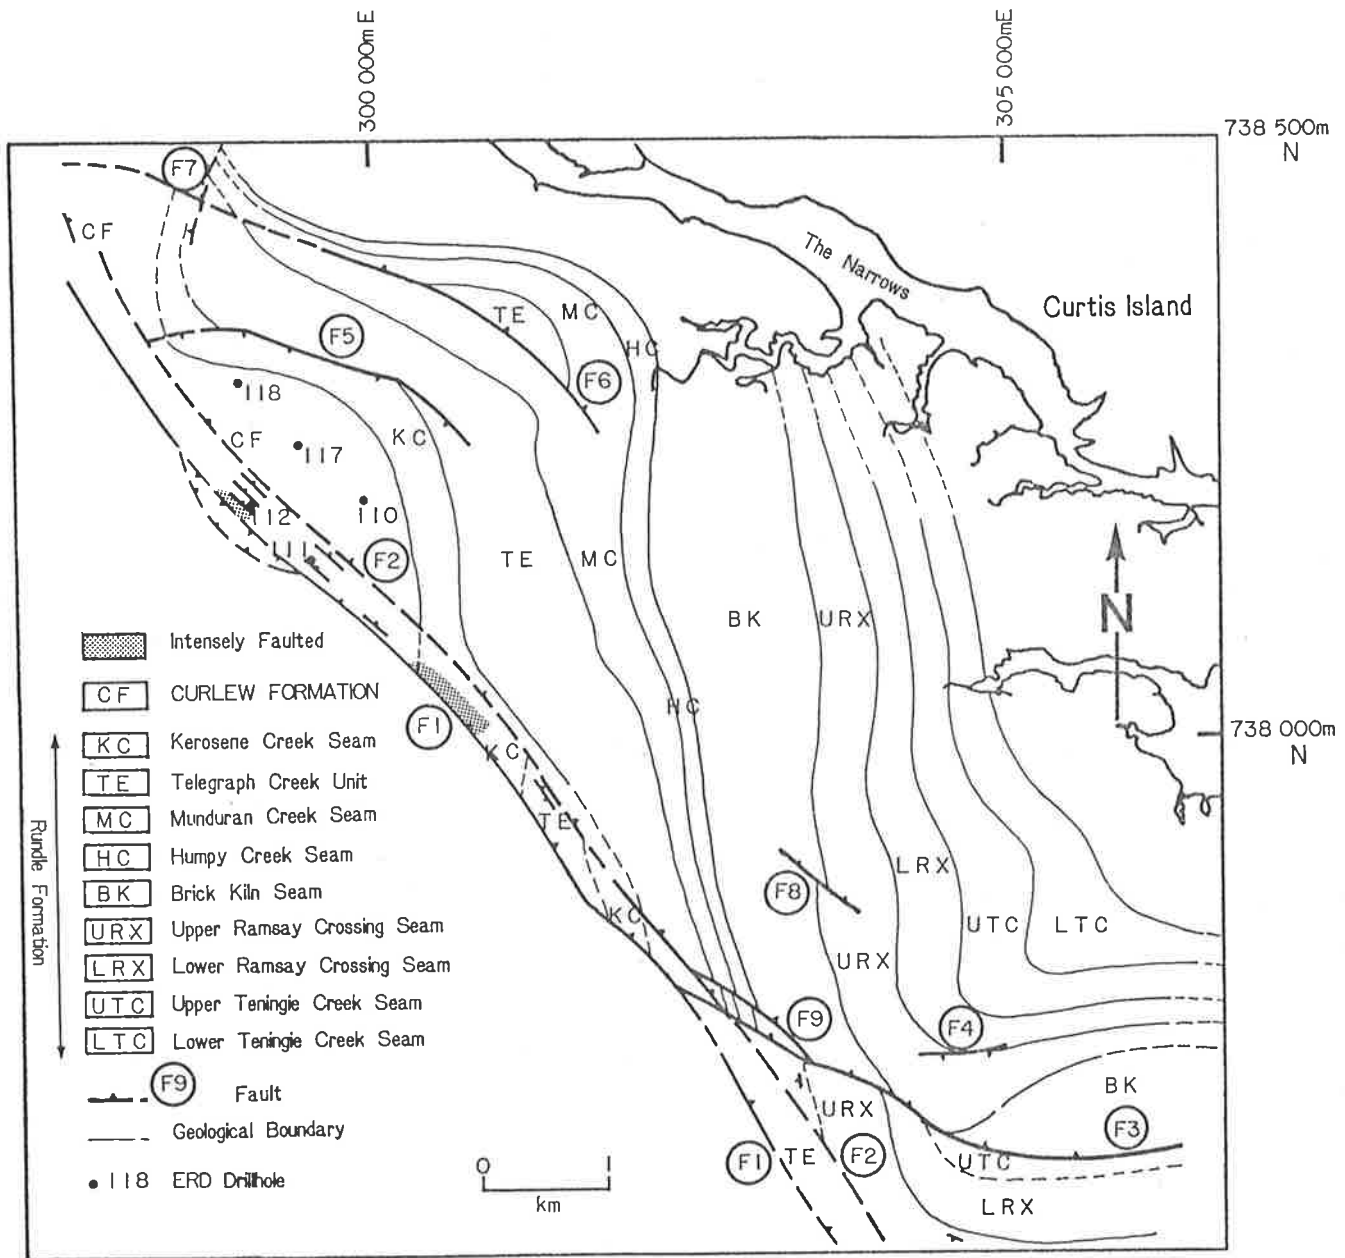 300 000m E
305 000mE
738 500m
N
F7
CF
The Narrows
Curtis Island
TE
MC
F5
HC
F6
118
KC
CF
117
112
110
111
F2
TE
MC
N
BK
URX
Intensely Faulted
CF CURLEW FORMATION
HC
F1
KC Kerosene Creek Seam
KC
738 000m
N
TE Telegraph Creek Unit
MC Munduran Creek Seam
TE
HC Humpy Creek Seam
BK Brick Kiln Seam
F8
LRX
KC
URX Upper Ramsay Crossing Seam
UTC
LTC
LRX Lower Ramsay Crossing Seam
URX
UTC Upper Teningie Creek Seam
LTC Lower Teningie Creek Seam
Rundle Formation
F9
F4
F9 Fault
BK
URX
F3
Geological Boundary
F1
TE
F2
UTC
118 ERD Drillhole
0 1
km
LRX